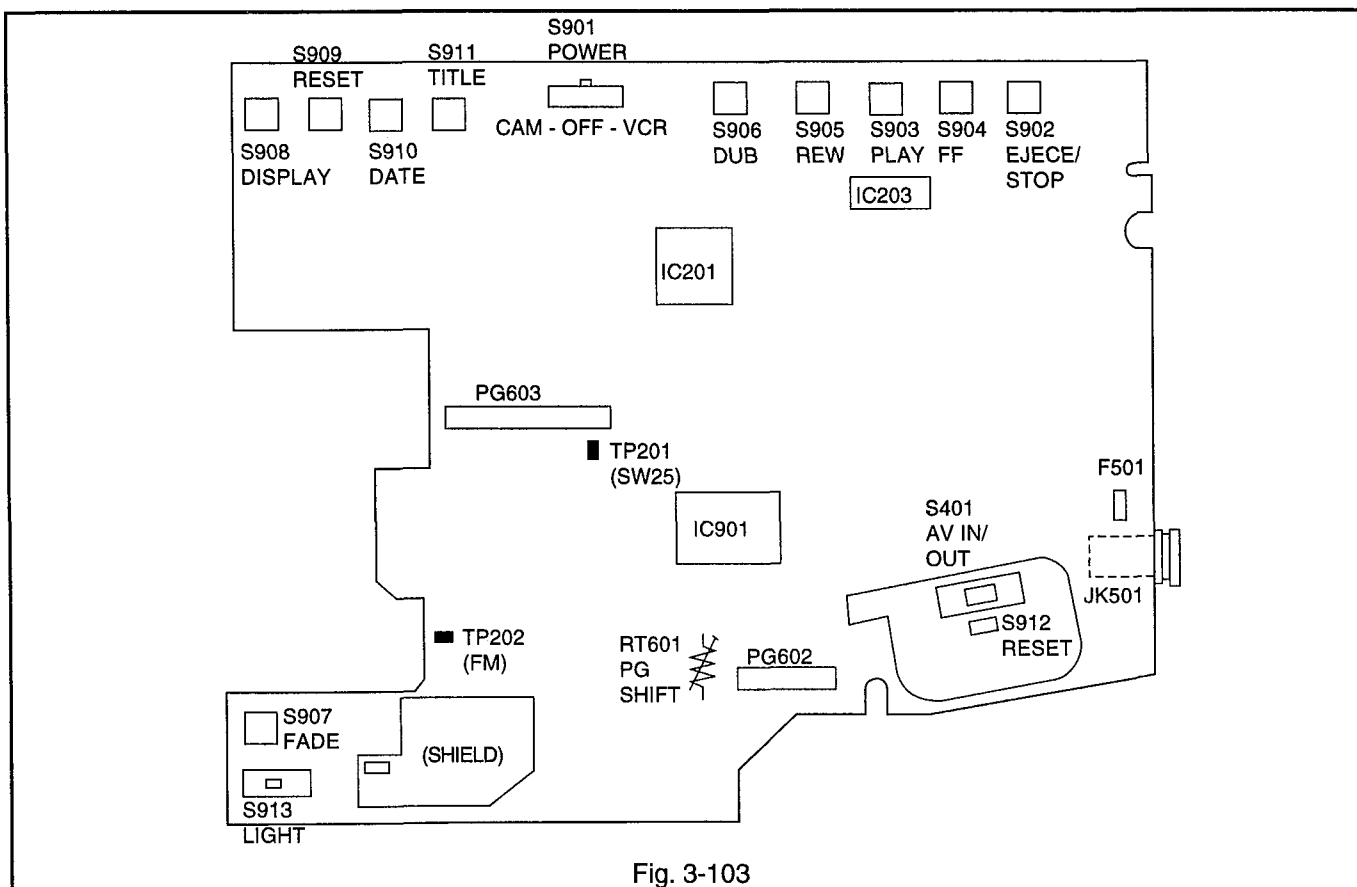 S901
POWER
S909
RESET
S911
TITLE
CAM - OFF - VCR
S908
DISPLAY
S910
DATE
S906
DUB
S905
REW
S903
PLAY
S904
FF
S902
EJECE/
STOP
IC203
IC201
PG603
TP201
(SW25)
IC901
F501
S401
AV IN/
OUT
JK501
S912
RESET
TP202
(FM)
RT601
PG
SHIFT
PG602
S907
FADE
(SHIELD)
S913
LIGHT
Fig. 3-103